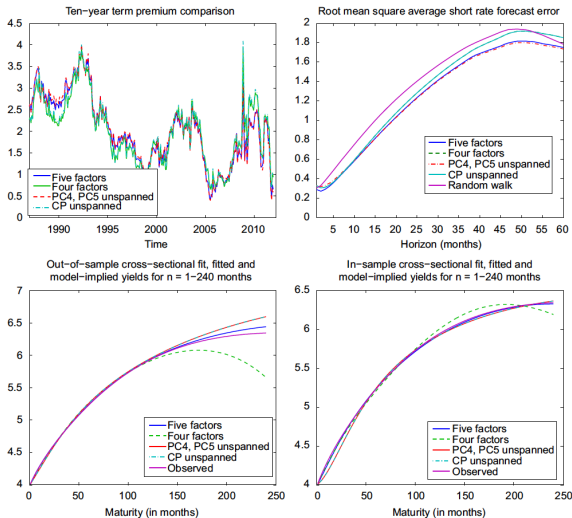 Ten-year term premium comparison
4.5
4
3.5
3
2.5
2
1.5
1
0.5
1990 1995 2000 2005 2010
Time
Five factors
Four factors
PC4, PC5 unspanned
CP unspanned
Root mean square average short rate forecast error
2
1.8
1.6
1.4
1.2
1
0.8
0.6
0.4
0.2
5 10 15 20 25 30 35 40 45 50 55 60
Horizon (months)
Five factors
Four factors
PC4, PC5 unspanned
CP unspanned
Random walk
Out-of-sample cross-sectional fit, fitted and
model-implied yields for n = 1-240 months
7
6.5
6
5.5
5
4.5
4
0 50 100 150 200 250
Maturity (in months)
Five factors
Four factors
PC4, PC5 unspanned
CP unspanned
Observed
In-sample cross-sectional fit, fitted and
model-implied yields for n = 1-240 months
6.5
6
5.5
5
4.5
4
0 50 100 150 200 250
Maturity (in months)
Five factors
Four factors
PC4, PC5 unspanned
CP unspanned
Observed